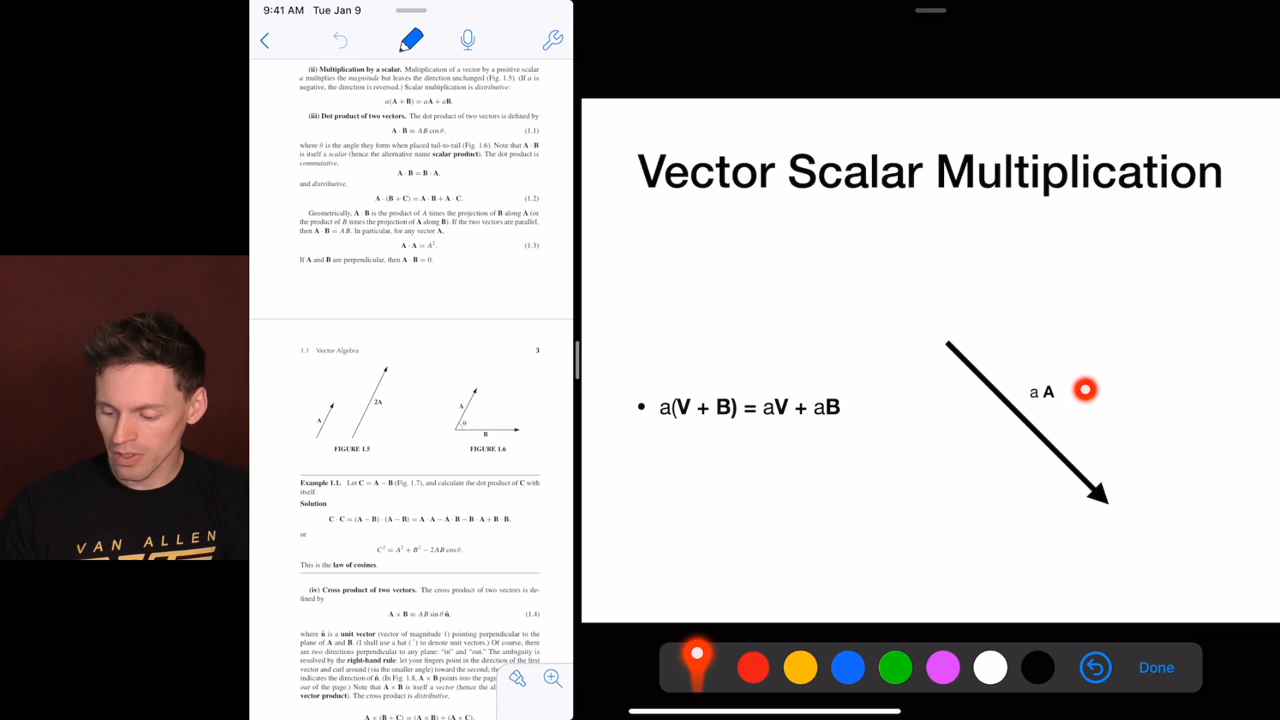 9:41 AM Tue Jan 9
(ii) Multiplication by a scalar. Multiplication of a vector by a positive scalar
a multiplies the magnitude but leaves the direction unchanged (Fig. 1.5). (If a is
negative, the direction is reversed.) Scalar multiplication is distributive:
a(A + B) = aA + aB.
(iii) Dot product of two vectors. The dot product of two vectors is defined by
A · B ≡ AB cos θ, (1.1)
where θ is the angle they form when placed tail-to-tail (Fig. 1.6). Note that A · B
is itself a scalar (hence the alternative name scalar product). The dot product is
commutative,
A · B = B · A,
and distributive,
A · (B + C) = A · B + A · C. (1.2)
Geometrically, A · B is the product of A times the projection of B along A (or
the product of B times the projection of A along B). If the two vectors are parallel,
then A · B = AB. In particular, for any vector A,
A · A = A². (1.3)
If A and B are perpendicular, then A · B = 0.
1.1 Vector Algebra 3
A
2A
A
θ
B
FIGURE 1.5
FIGURE 1.6
Example 1.1. Let C = A − B (Fig. 1.7), and calculate the dot product of C with
itself.
Solution
C · C = (A − B) · (A − B) = A · A − A · B − B · A + B · B,
or
C² = A² + B² − 2AB cos θ.
This is the law of cosines.
(iv) Cross product of two vectors. The cross product of two vectors is de-
fined by
A × B ≡ AB sin θ n̂, (1.4)
where n̂ is a unit vector (vector of magnitude 1) pointing perpendicular to the
plane of A and B. (I shall use a hat (ˆ) to denote unit vectors.) Of course, there
are two directions perpendicular to any plane: "in" and "out." The ambiguity is
resolved by the right-hand rule: let your fingers point in the direction of the first
vector and curl around (via the smaller angle) toward the second; the
indicates the direction of n̂. (In Fig. 1.8, A × B points into the page
out of the page.) Note that A × B is itself a vector (hence the al
vector product). The cross product is distributive,
A × (B + C) = (A × B) + (A × C),
Vector Scalar Multiplication
• a(V + B) = aV + aB
a A
Done
VAN ALLEN